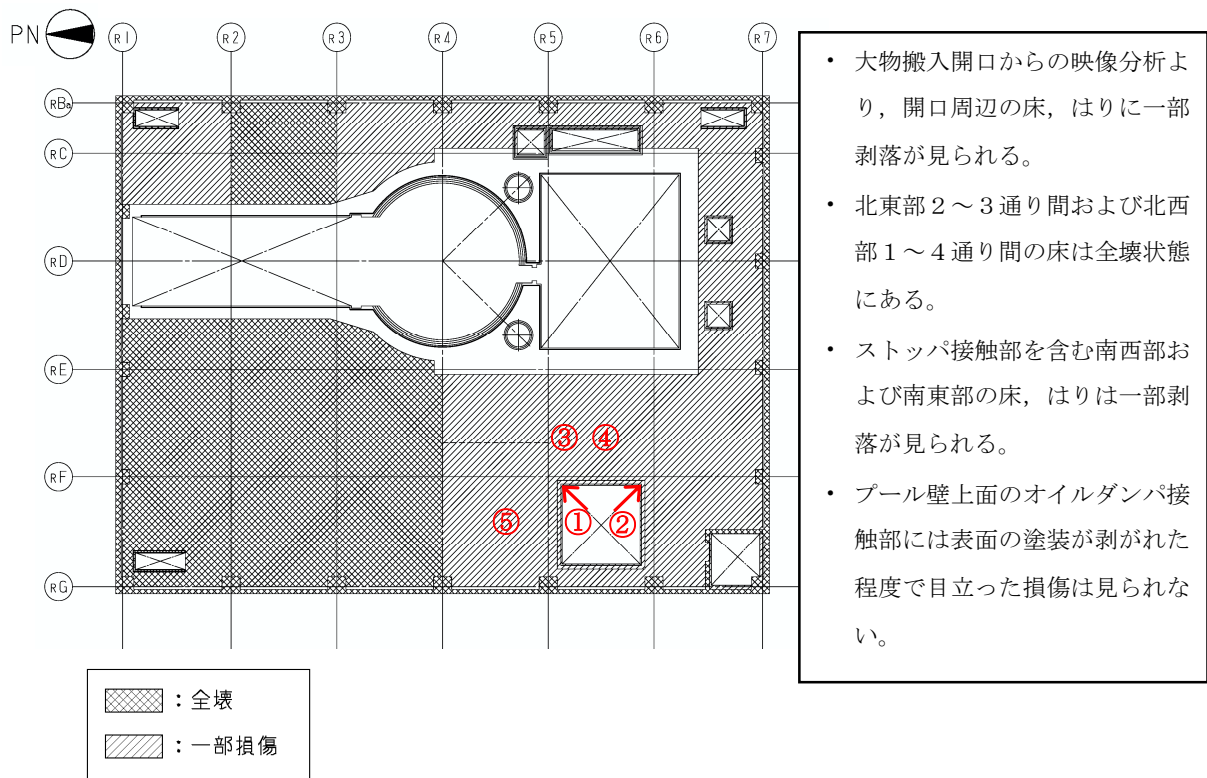 PN
R1 R2 R3 R4 R5 R6 R7
RBa
RC
RD
RE
RF
RG
③ ④
⑤ ① ②
：全壊
：一部損傷
・ 大物搬入開口からの映像分析よ
り，開口周辺の床，はりに一部
剥落が見られる。
・ 北東部２～３通り間および北西
部１～４通り間の床は全壊状態
にある。
・ ストッパ接触部を含む南西部お
よび南東部の床，はりは一部剥
落が見られる。
・ プール壁上面のオイルダンパ接
触部には表面の塗装が剥がれた
程度で目立った損傷は見られな
い。